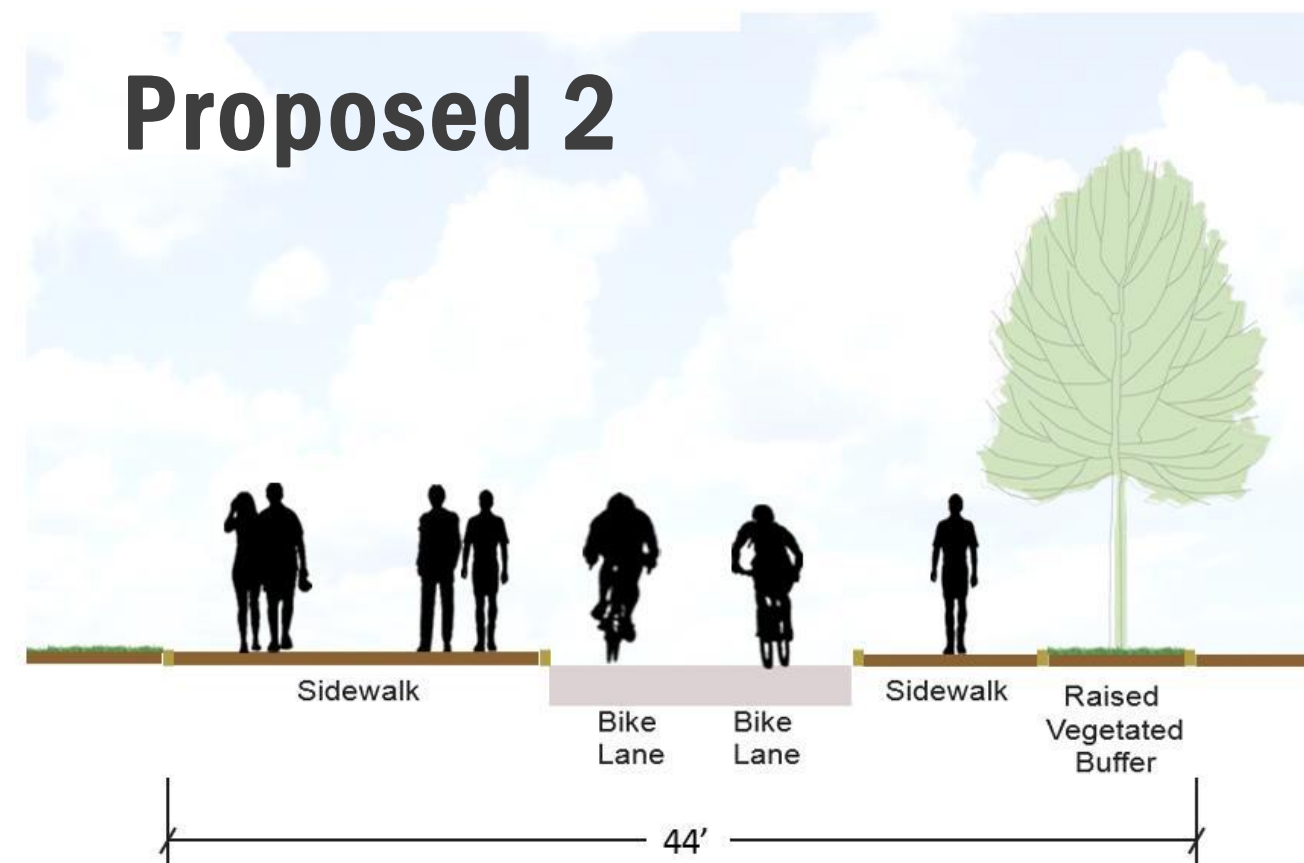 Proposed 2
Sidewalk
Bike
Lane
Bike
Lane
Sidewalk
Raised
Vegetated
Buffer
44’